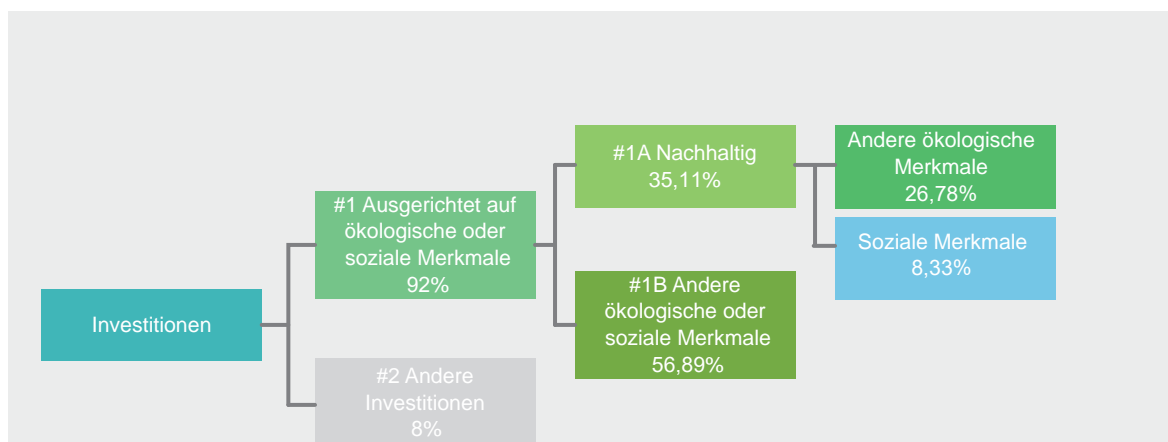 Investitionen
#1 Ausgerichtet auf
ökologische oder
soziale Merkmale
92%
#2 Andere
Investitionen
8%
#1A Nachhaltig
35,11%
#1B Andere
ökologische oder
soziale Merkmale
56,89%
Andere ökologische
Merkmale
26,78%
Soziale Merkmale
8,33%